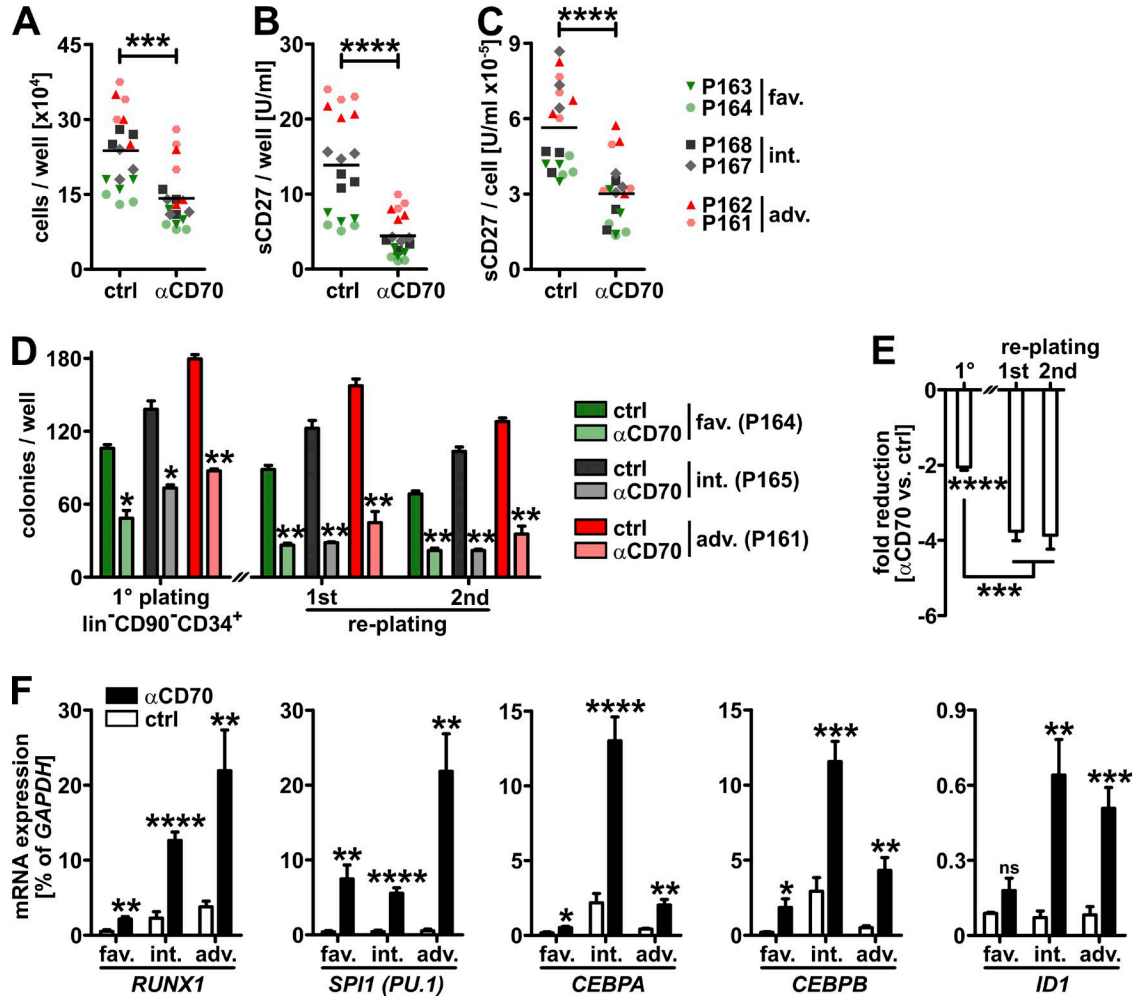 A
***
cells / well [x10⁴]
45
30
15
0
ctrl
αCD70
B
****
sCD27 / well [U/ml]
30
20
10
0
ctrl
αCD70
C
****
sCD27 / cell [U/ml x10⁻⁵]
9
6
3
0
ctrl
αCD70
P163
P164
fav.
P168
P167
int.
P162
P161
adv.
D
colonies / well
180
120
60
0
* * **
** ** **
** ** **
1° plating
lin⁻CD90⁻CD34⁺
1st
2nd
re-plating
ctrl
αCD70
fav. (P164)
ctrl
αCD70
int. (P165)
ctrl
αCD70
adv. (P161)
E
re-plating
1° 1st 2nd
fold reduction
[αCD70 vs. ctrl]
0
-2
-4
-6
****
***
F
αCD70
ctrl
mRNA expression
[% of GAPDH]
30
20
10
0
** **** **
fav. int. adv.
RUNX1
30
20
10
0
** **** **
fav. int. adv.
SPI1 (PU.1)
15
10
5
0
* **** **
fav. int. adv.
CEBPA
15
10
5
0
* *** **
fav. int. adv.
CEBPB
0.9
0.6
0.3
0
ns ** ***
fav. int. adv.
ID1